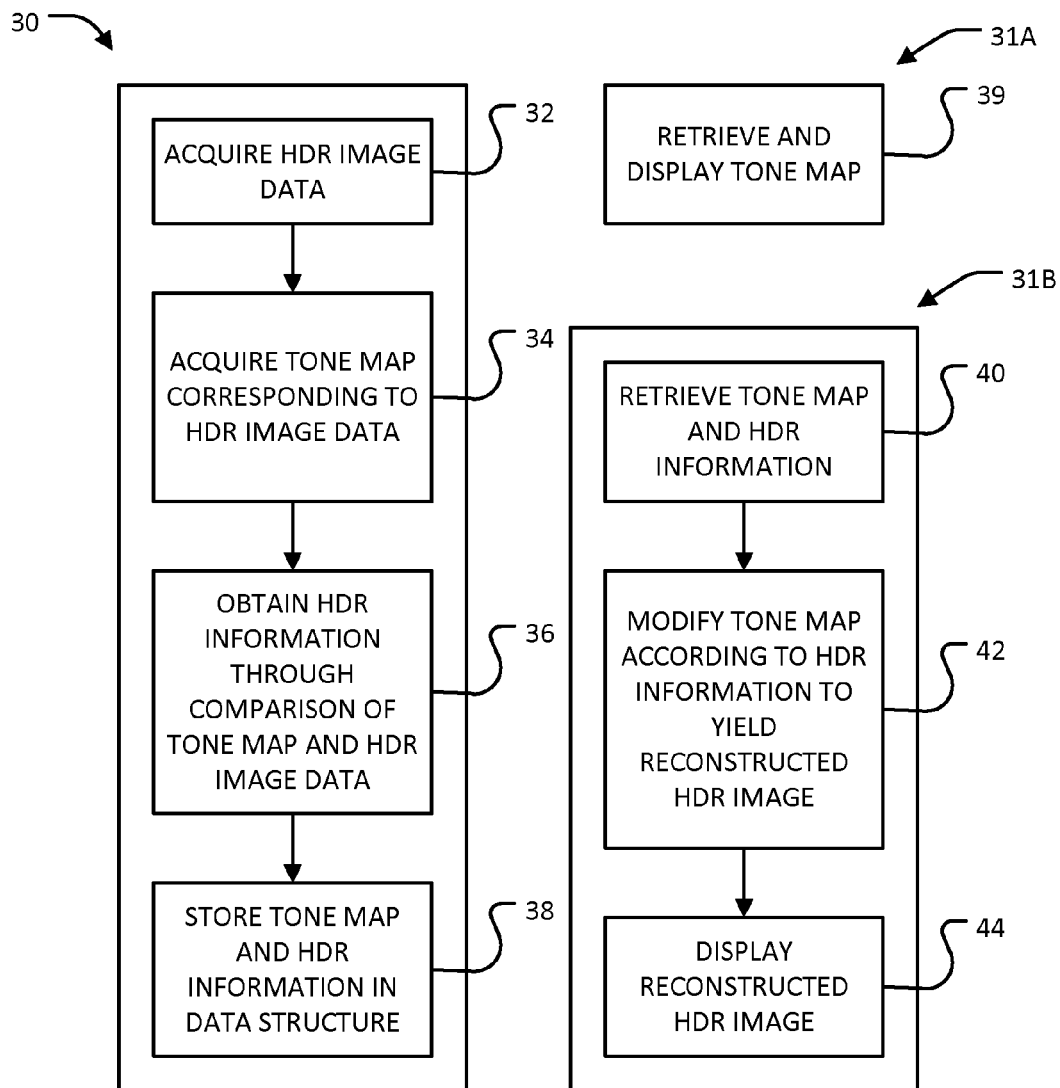 30
32
ACQUIRE HDR IMAGE
DATA
34
ACQUIRE TONE MAP
CORRESPONDING TO
HDR IMAGE DATA
36
OBTAIN HDR
INFORMATION
THROUGH
COMPARISON OF
TONE MAP AND HDR
IMAGE DATA
38
STORE TONE MAP
AND HDR
INFORMATION IN
DATA STRUCTURE
31A
39
RETRIEVE AND
DISPLAY TONE MAP
31B
40
RETRIEVE TONE MAP
AND HDR
INFORMATION
42
MODIFY TONE MAP
ACCORDING TO HDR
INFORMATION TO
YIELD
RECONSTRUCTED
HDR IMAGE
44
DISPLAY
RECONSTRUCTED
HDR IMAGE